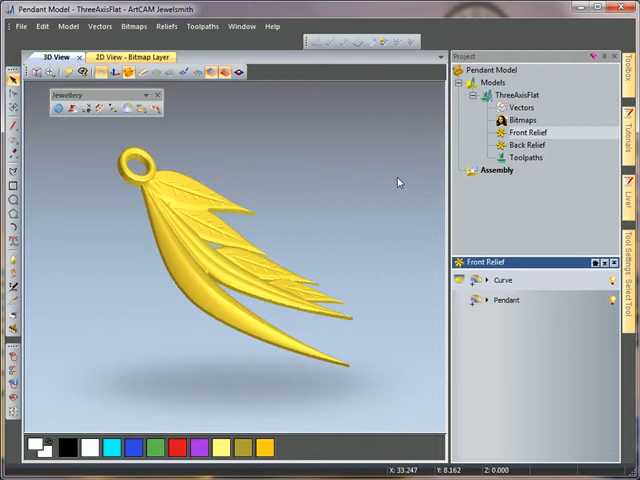 Pendant Model - ThreeAxisFlat - ArtCAM Jewelsmith
File Edit Model Vectors Bitmaps Reliefs Toolpaths Window Help
3D View
2D View - Bitmap Layer
Jewellery
Project
Pendant Model
Models
ThreeAxisFlat
Vectors
Bitmaps
Front Relief
Back Relief
Toolpaths
Assembly
Front Relief
Curve
Pendant
Toolbox
Tutorials
Live!
Tool Settings: Select Tool
X: 33.247 Y: 8.162 Z: 0.000